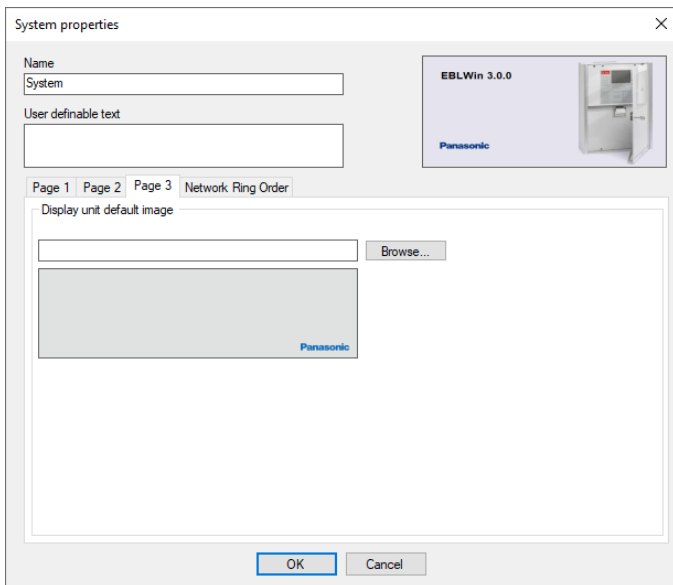 System properties
Name
System
User definable text
EBLWin 3.0.0
Panasonic
Page 1 Page 2 Page 3 Network Ring Order
Display unit default image
Browse...
Panasonic
OK Cancel